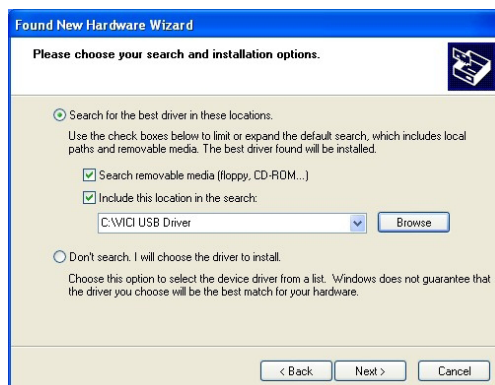 Found New Hardware Wizard
Please choose your search and installation options.
Search for the best driver in these locations.
Use the check boxes below to limit or expand the default search, which includes local
paths and removable media. The best driver found will be installed.
Search removable media (floppy, CD-ROM...)
Include this location in the search:
C:\VICI USB Driver
Browse
Don't search. I will choose the driver to install.
Choose this option to select the device driver from a list. Windows does not guarantee that
the driver you choose will be the best match for your hardware.
< Back
Next >
Cancel